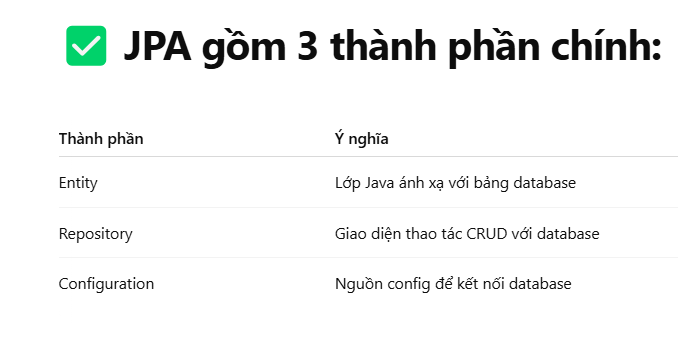 ✅ JPA gồm 3 thành phần chính:
Thành phần Ý nghĩa
Entity Lớp Java ánh xạ với bảng database
Repository Giao diện thao tác CRUD với database
Configuration Nguồn config để kết nối database